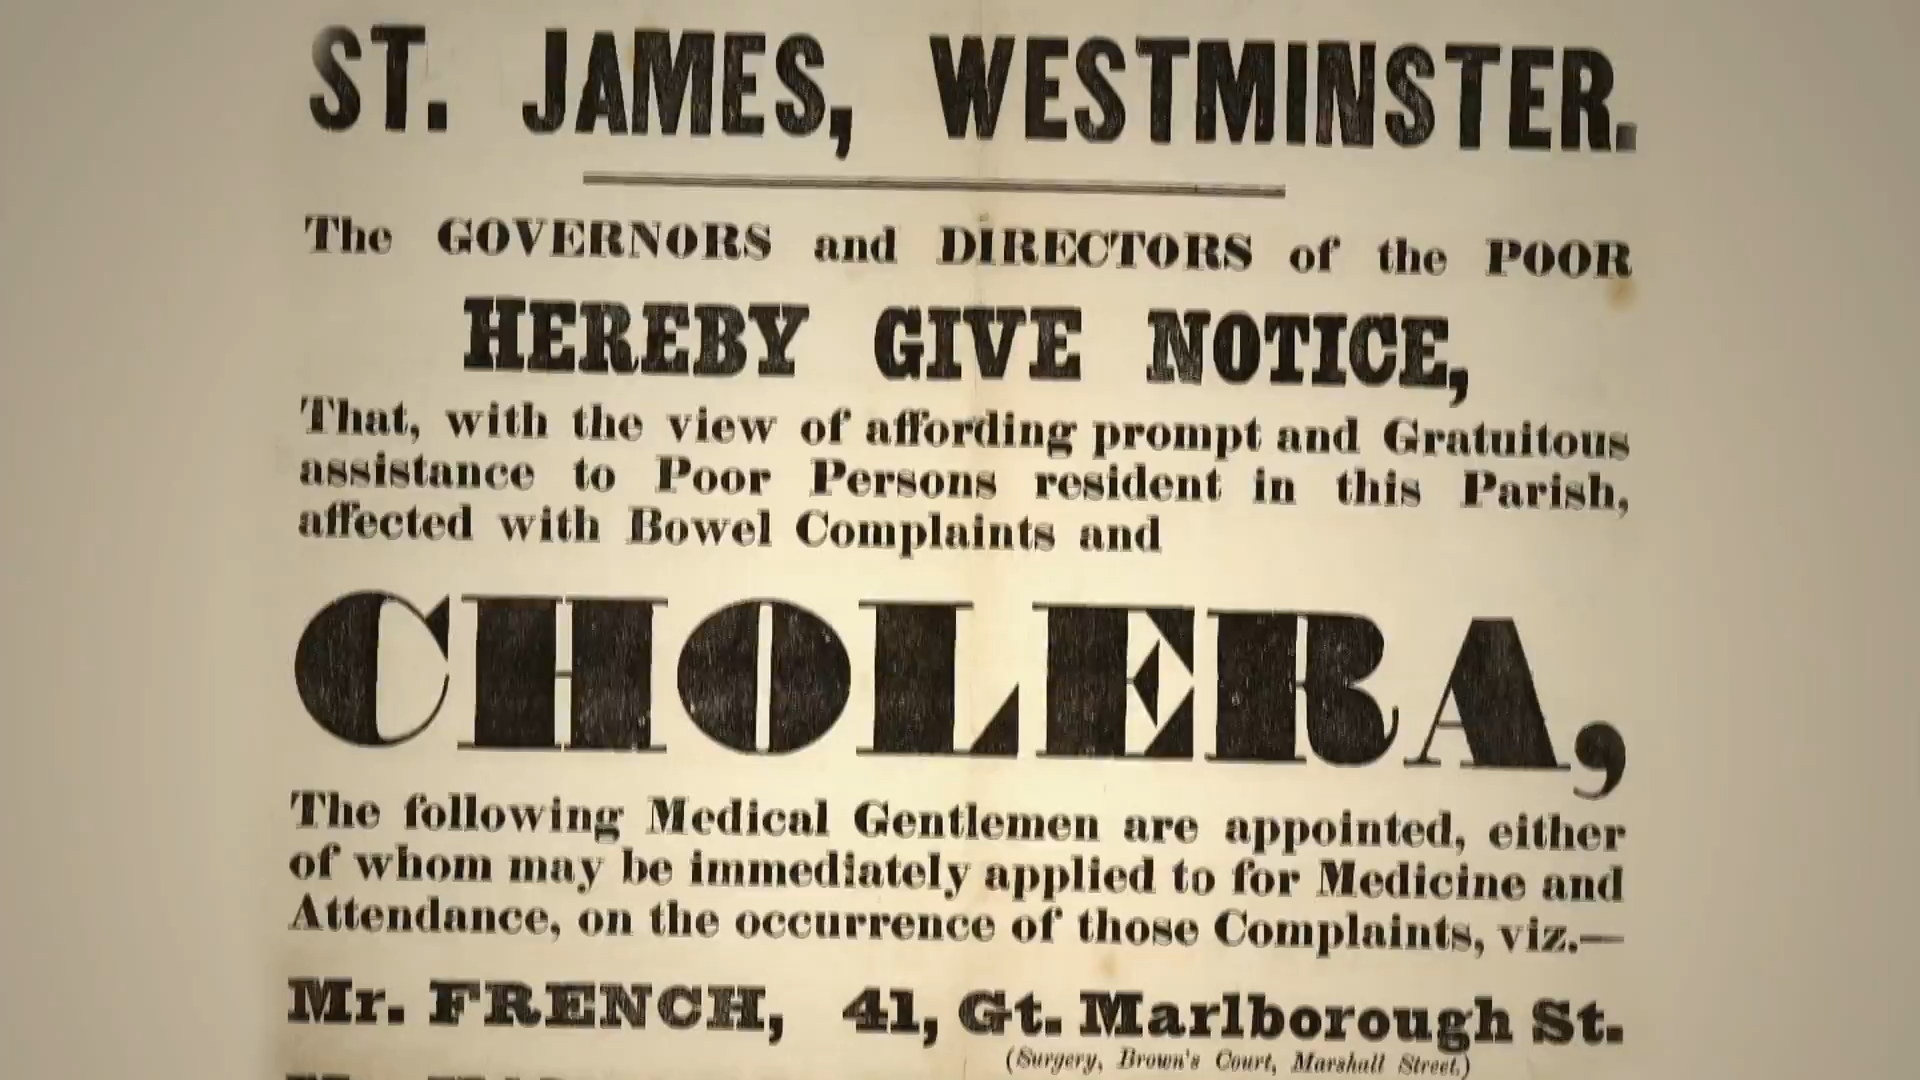 ST. JAMES, WESTMINSTER.
The GOVERNORS and DIRECTORS of the POOR
HEREBY GIVE NOTICE,
That, with the view of affording prompt and Gratuitous
assistance to Poor Persons resident in this Parish,
affected with Bowel Complaints and
CHOLERA,
The following Medical Gentlemen are appointed, either
of whom may be immediately applied to for Medicine and
Attendance, on the occurrence of those Complaints, viz.—
Mr. FRENCH, 41, Gt. Marlborough St.
(Surgery, Brown's Court, Marshall Street.)